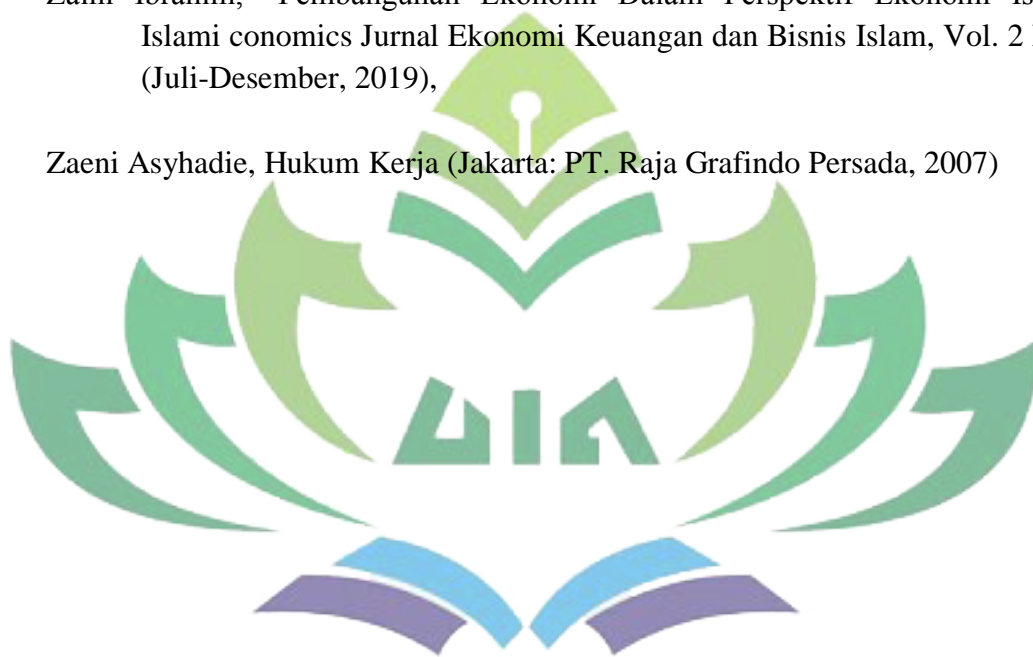 Zaini Ibrahim, "Pembangunan Ekonomi Dalam Perspektif Ekonomi
Islami conomics Jurnal Ekonomi Keuangan dan Bisnis Islam, Vol. 2
(Juli-Desember, 2019),
Zaeni Asyhadie, Hukum Kerja (Jakarta: PT. Raja Grafindo Persada, 2007)
UIN